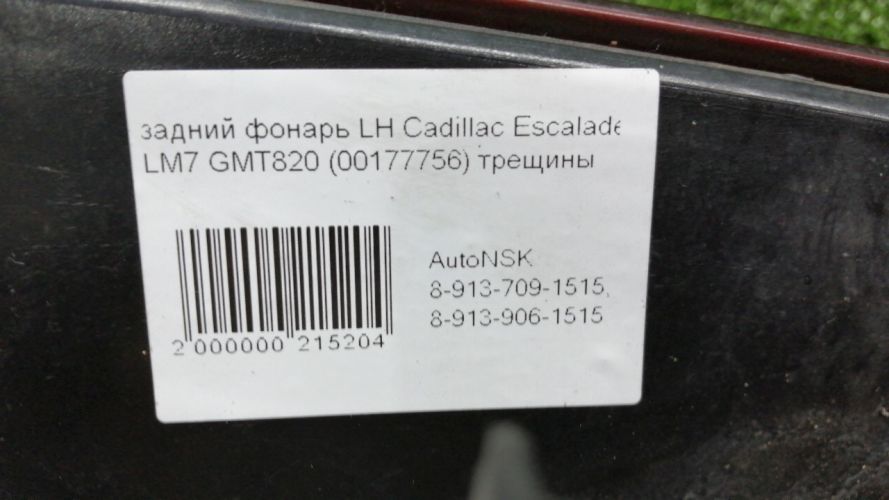 задний фонарь LH Cadillac Escalade
LM7 GMT820 (00177756) трещины
AutoNSK
8-913-709-1515,
8-913-906-1515
2 000000 215204